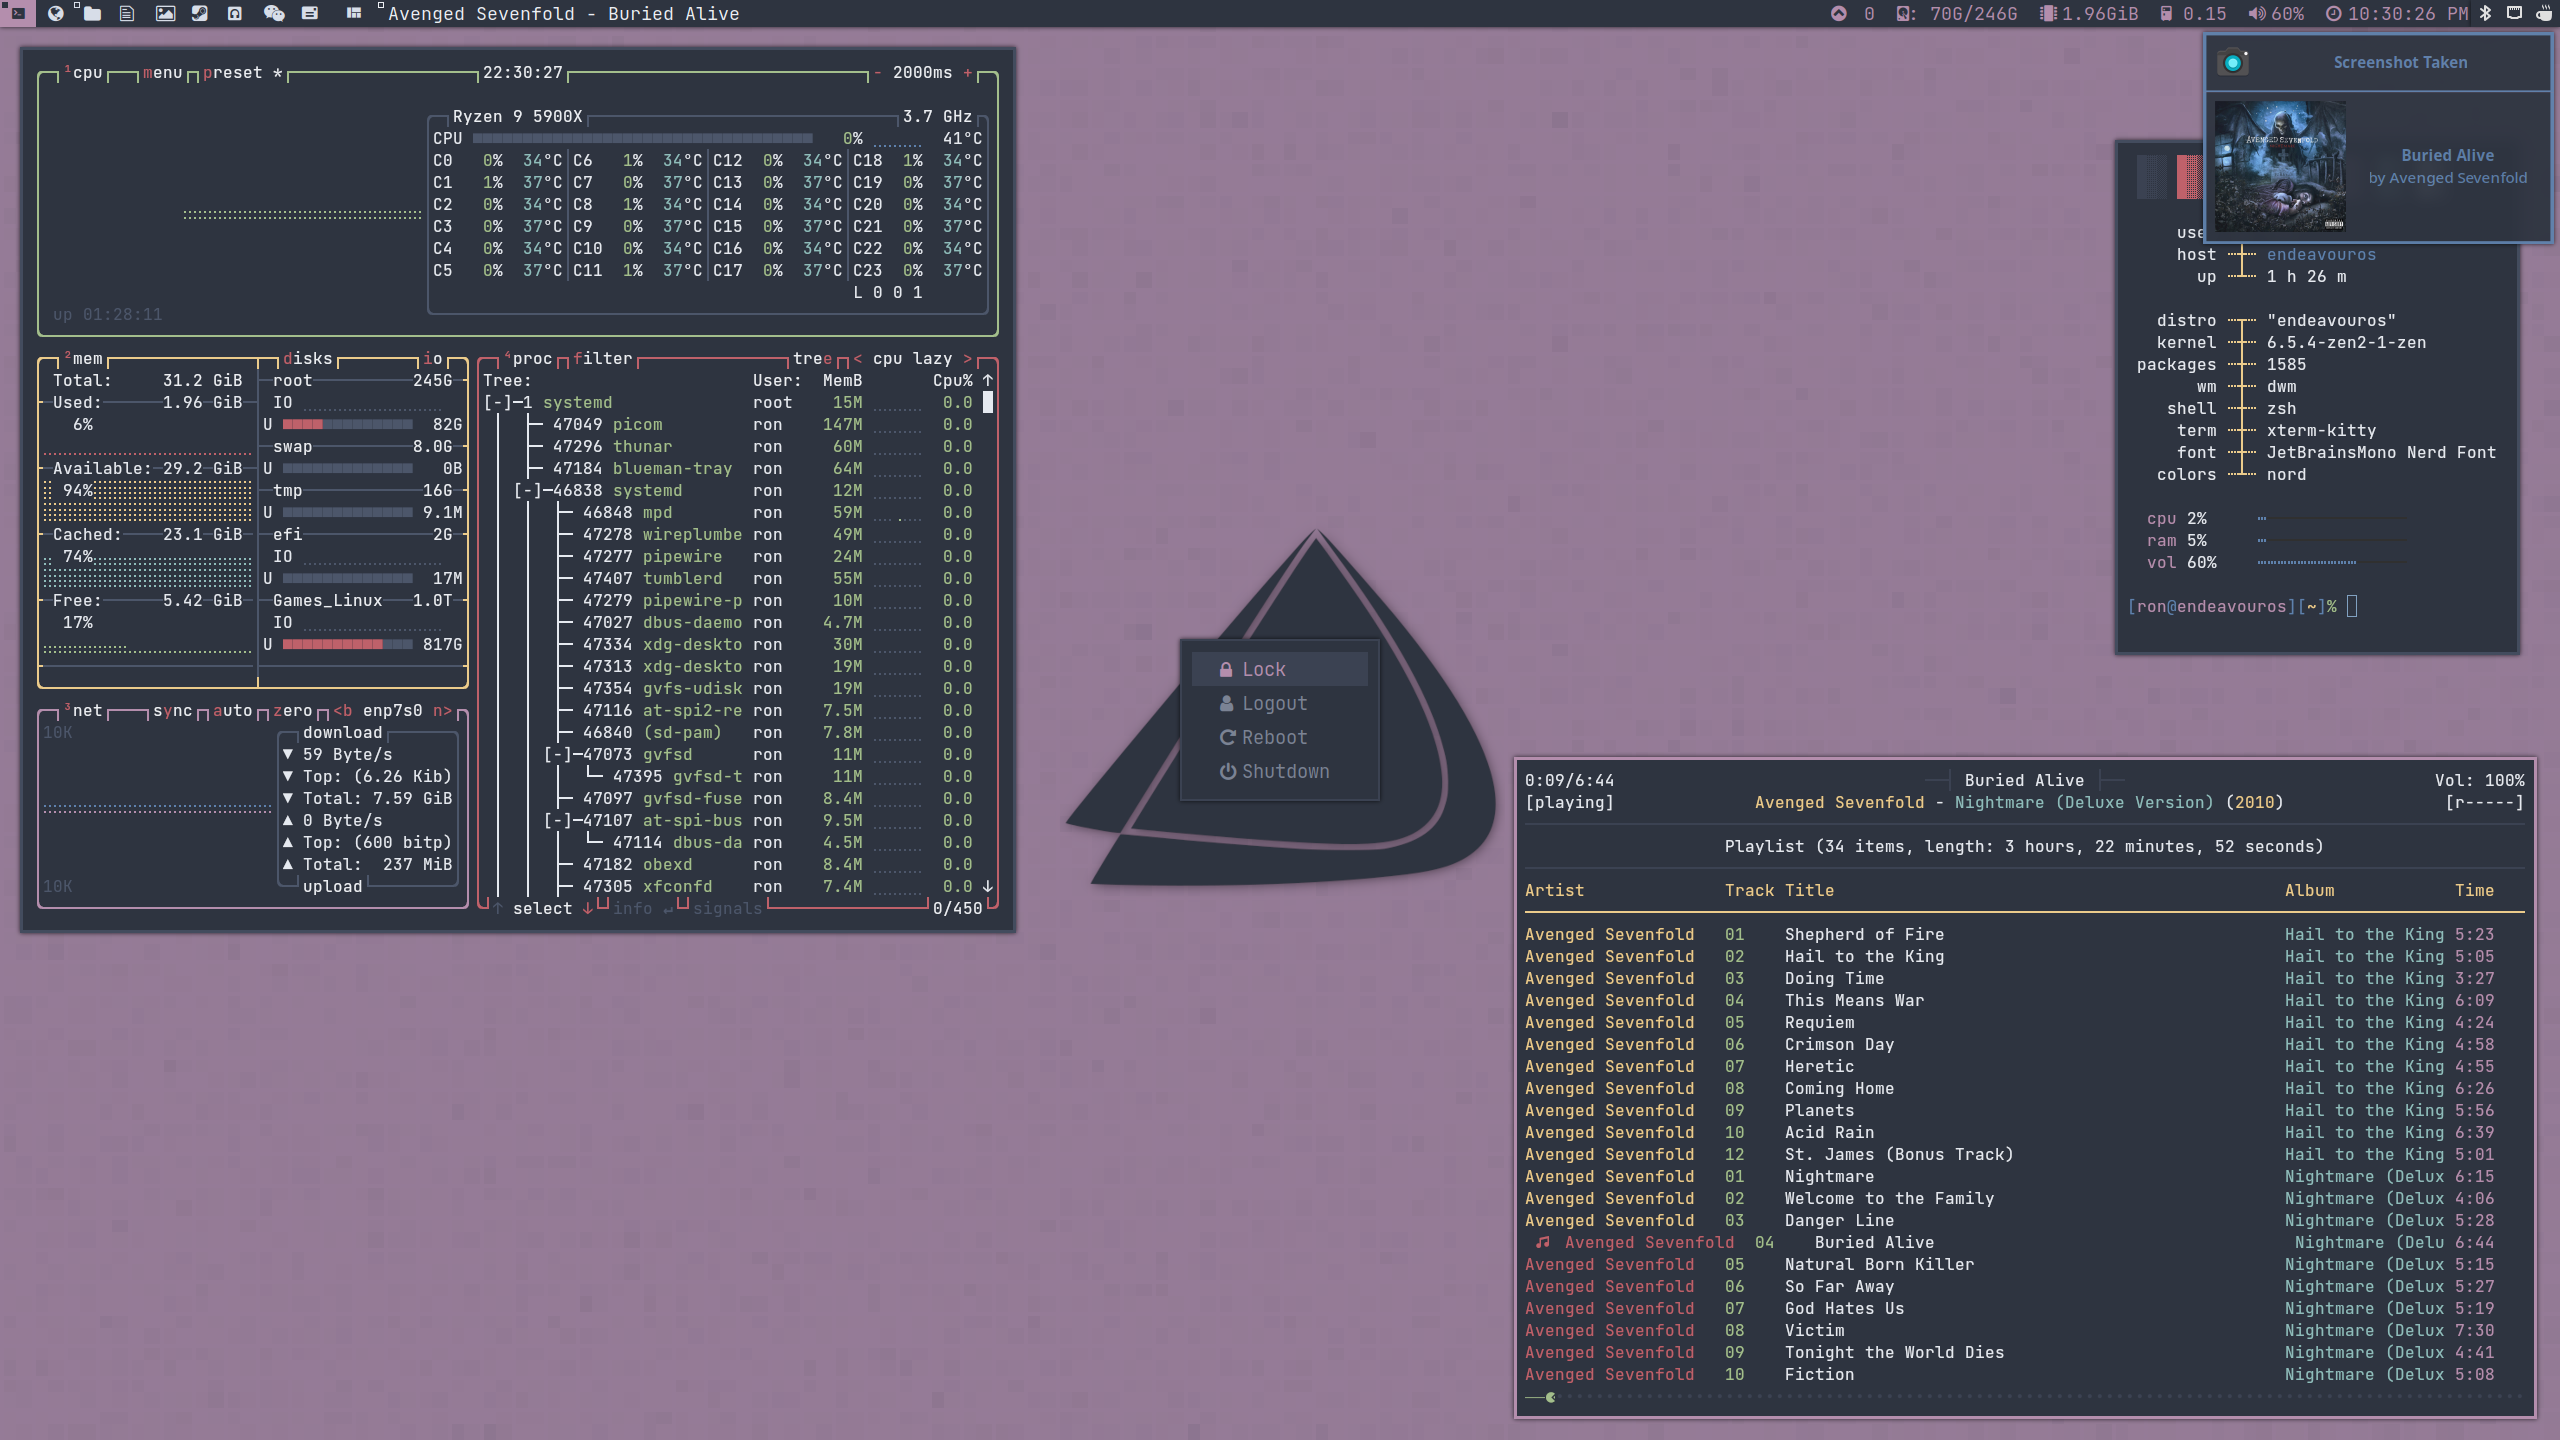 Avenged Sevenfold - Buried Alive
0 : 70G/246G 1.96GiB 0.15 60% 10:30:26 PM
Screenshot Taken
AVENGED SEVENFOLD
Buried Alive
by Avenged Sevenfold
¹cpu menu preset * 22:30:27 - 2000ms +
Ryzen 9 5900X 3.7 GHz
CPU 0% 41°C
C0 0% 34°C C6 1% 34°C C12 0% 34°C C18 1% 34°C
C1 1% 37°C C7 0% 37°C C13 0% 37°C C19 0% 37°C
C2 0% 34°C C8 1% 34°C C14 0% 34°C C20 0% 34°C
C3 0% 37°C C9 0% 37°C C15 0% 37°C C21 0% 37°C
C4 0% 34°C C10 0% 34°C C16 0% 34°C C22 0% 34°C
C5 0% 37°C C11 1% 37°C C17 0% 37°C C23 0% 37°C
L 0 0 1
up 01:28:11
²mem disks io
Total: 31.2 GiB root 245G
Used: 1.96 GiB IO
6% U 82G
swap 8.0G
Available: 29.2 GiB U 0B
94% tmp 16G
U 9.1M
Cached: 23.1 GiB efi 2G
74% IO
U 17M
Free: 5.42 GiB Games_Linux 1.0T
17% IO
U 817G
³net sync auto zero <b enp7s0 n>
10K download
▼ 59 Byte/s
▼ Top: (6.26 Kib)
▼ Total: 7.59 GiB
▲ 0 Byte/s
▲ Top: (600 bitp)
▲ Total: 237 MiB
10K upload
⁴proc filter tree < cpu lazy >
Tree: User: MemB Cpu% ↑
[-]─1 systemd root 15M 0.0
├─ 47049 picom ron 147M 0.0
├─ 47296 thunar ron 60M 0.0
├─ 47184 blueman-tray ron 64M 0.0
[-]─46838 systemd ron 12M 0.0
├─ 46848 mpd ron 59M 0.0
├─ 47278 wireplumbe ron 49M 0.0
├─ 47277 pipewire ron 24M 0.0
├─ 47407 tumblerd ron 55M 0.0
├─ 47279 pipewire-p ron 10M 0.0
├─ 47027 dbus-daemo ron 4.7M 0.0
├─ 47334 xdg-deskto ron 30M 0.0
├─ 47313 xdg-deskto ron 19M 0.0
├─ 47354 gvfs-udisk ron 19M 0.0
├─ 47116 at-spi2-re ron 7.5M 0.0
├─ 46840 (sd-pam) ron 7.8M 0.0
[-]─47073 gvfsd ron 11M 0.0
└─ 47395 gvfsd-t ron 11M 0.0
├─ 47097 gvfsd-fuse ron 8.4M 0.0
[-]─47107 at-spi-bus ron 9.5M 0.0
└─ 47114 dbus-da ron 4.5M 0.0
├─ 47182 obexd ron 8.4M 0.0
├─ 47305 xfconfd ron 7.4M 0.0 ↓
↑ select ↓ info ↵ signals 0/450
Lock
Logout
Reboot
Shutdown
use
host endeavouros
up 1 h 26 m
distro "endeavouros"
kernel 6.5.4-zen2-1-zen
packages 1585
wm dwm
shell zsh
term xterm-kitty
font JetBrainsMono Nerd Font
colors nord
cpu 2%
ram 5%
vol 60%
[ron@endeavouros][~]%
0:09/6:44 Buried Alive Vol: 100%
[playing] Avenged Sevenfold - Nightmare (Deluxe Version) (2010) [r-----]
Playlist (34 items, length: 3 hours, 22 minutes, 52 seconds)
Artist Track Title Album Time
Avenged Sevenfold 01 Shepherd of Fire Hail to the King 5:23
Avenged Sevenfold 02 Hail to the King Hail to the King 5:05
Avenged Sevenfold 03 Doing Time Hail to the King 3:27
Avenged Sevenfold 04 This Means War Hail to the King 6:09
Avenged Sevenfold 05 Requiem Hail to the King 4:24
Avenged Sevenfold 06 Crimson Day Hail to the King 4:58
Avenged Sevenfold 07 Heretic Hail to the King 4:55
Avenged Sevenfold 08 Coming Home Hail to the King 6:26
Avenged Sevenfold 09 Planets Hail to the King 5:56
Avenged Sevenfold 10 Acid Rain Hail to the King 6:39
Avenged Sevenfold 12 St. James (Bonus Track) Hail to the King 5:01
Avenged Sevenfold 01 Nightmare Nightmare (Delux 6:15
Avenged Sevenfold 02 Welcome to the Family Nightmare (Delux 4:06
Avenged Sevenfold 03 Danger Line Nightmare (Delux 5:28
Avenged Sevenfold 04 Buried Alive Nightmare (Delu 6:44
Avenged Sevenfold 05 Natural Born Killer Nightmare (Delux 5:15
Avenged Sevenfold 06 So Far Away Nightmare (Delux 5:27
Avenged Sevenfold 07 God Hates Us Nightmare (Delux 5:19
Avenged Sevenfold 08 Victim Nightmare (Delux 7:30
Avenged Sevenfold 09 Tonight the World Dies Nightmare (Delux 4:41
Avenged Sevenfold 10 Fiction Nightmare (Delux 5:08